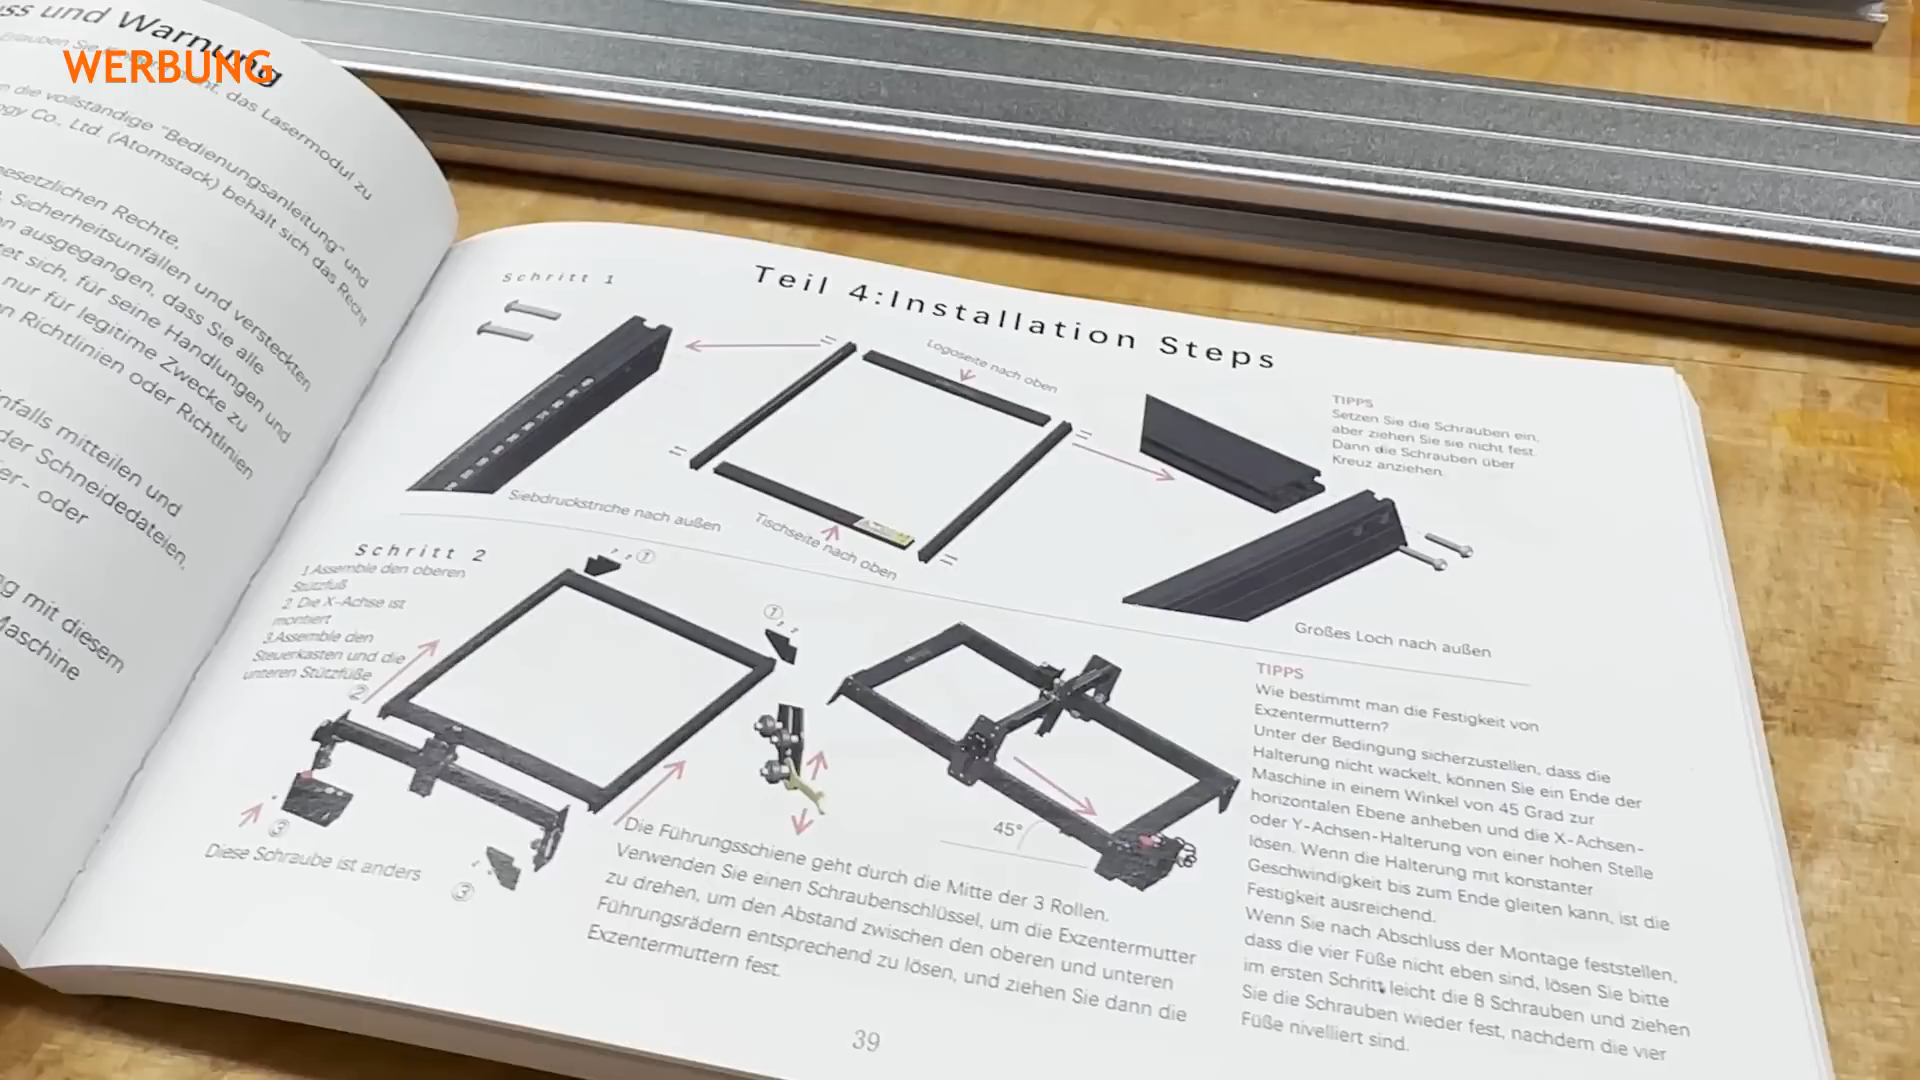 WERBUNG
ss und Warnung
das Lasermodul zu
die vollständige "Bedienungsanleitung" und
gy Co., Ltd. (Atomstack) behält sich das Recht
gesetzlichen Rechte,
Sicherheitsunfällen und versteckten
n ausgegangen, dass Sie alle
et sich, für seine Handlungen und
nur für legitime Zwecke zu
n Richtlinien oder Richtlinien
nfalls mitteilen und
der Schneidedateien,
er- oder
g mit diesem
Maschine
Teil 4:Installation Steps
Schritt 1
Logoseite nach oben
Siebdruckstriche nach außen
Tischseite nach oben
TIPPS
Setzen Sie die Schrauben ein,
aber ziehen Sie sie nicht fest.
Dann die Schrauben über
Kreuz anziehen.
Großes Loch nach außen
Schritt 2
1.Assemble den oberen
Stützfuß
2. Die X-Achse ist
montiert
3.Assemble den
Steuerkasten und die
unteren Stützfüße
①
①
②
③
Diese Schraube ist anders
③
45°
Die Führungsschiene geht durch die Mitte der 3 Rollen.
Verwenden Sie einen Schraubenschlüssel, um die Exzentermutter
zu drehen, um den Abstand zwischen den oberen und unteren
Führungsrädern entsprechend zu lösen, und ziehen Sie dann die
Exzentermuttern fest.
TIPPS
Wie bestimmt man die Festigkeit von
Exzentermuttern?
Unter der Bedingung sicherzustellen, dass die
Halterung nicht wackelt, können Sie ein Ende der
Maschine in einem Winkel von 45 Grad zur
horizontalen Ebene anheben und die X-Achsen-
oder Y-Achsen-Halterung von einer hohen Stelle
lösen. Wenn die Halterung mit konstanter
Geschwindigkeit bis zum Ende gleiten kann, ist die
Festigkeit ausreichend.
Wenn Sie nach Abschluss der Montage feststellen,
dass die vier Füße nicht eben sind, lösen Sie bitte
im ersten Schritt leicht die 8 Schrauben und ziehen
Sie die Schrauben wieder fest, nachdem die vier
Füße nivelliert sind.
39